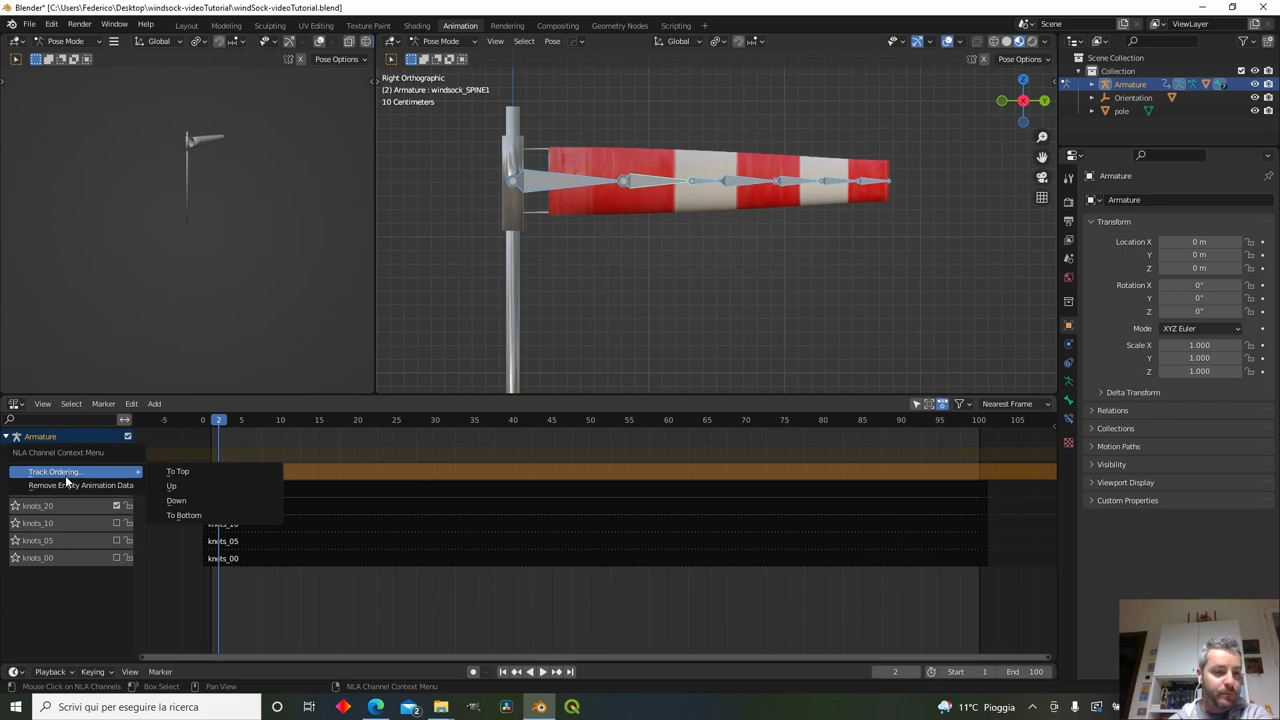 Blender* [C:\Users\Federico\Desktop\windsock-videoTutorial\windSock-videoTutorial.blend]
File Edit Render Window Help Layout Modeling Sculpting UV Editing Texture Paint Shading Animation Rendering Compositing Geometry Nodes Scripting + Scene ViewLayer
Pose Mode Global Pose Mode View Select Pose Global
Pose Options Pose Options
Scene Collection
Collection
Armature
Orientation
pole
Right Orthographic
(2) Armature : windsock_SPINE1
10 Centimeters
Z
Y
X
Armature
Armature
Transform
Location X 0 m
Y 0 m
Z 0 m
Rotation X 0°
Y 0°
Z 0°
Mode XYZ Euler
Scale X 1.000
Y 1.000
Z 1.000
Delta Transform
Relations
Collections
Motion Paths
Visibility
Viewport Display
Custom Properties
View Select Marker Edit Add Nearest Frame
-5 0 2 5 10 15 20 25 30 35 40 45 50 55 60 65 70 75 80 85 90 95 100 105
Armature
NLA Channel Context Menu
Track Ordering...
Remove Empty Animation Data
To Top
Up
Down
To Bottom
knots_20
knots_10
knots_05 knots_05
knots_00 knots_00
Playback Keying View Marker 2 Start 1 End 100
Mouse Click on NLA Channels Box Select Pan View NLA Channel Context Menu
Scrivi qui per eseguire la ricerca
2
11°C Pioggia